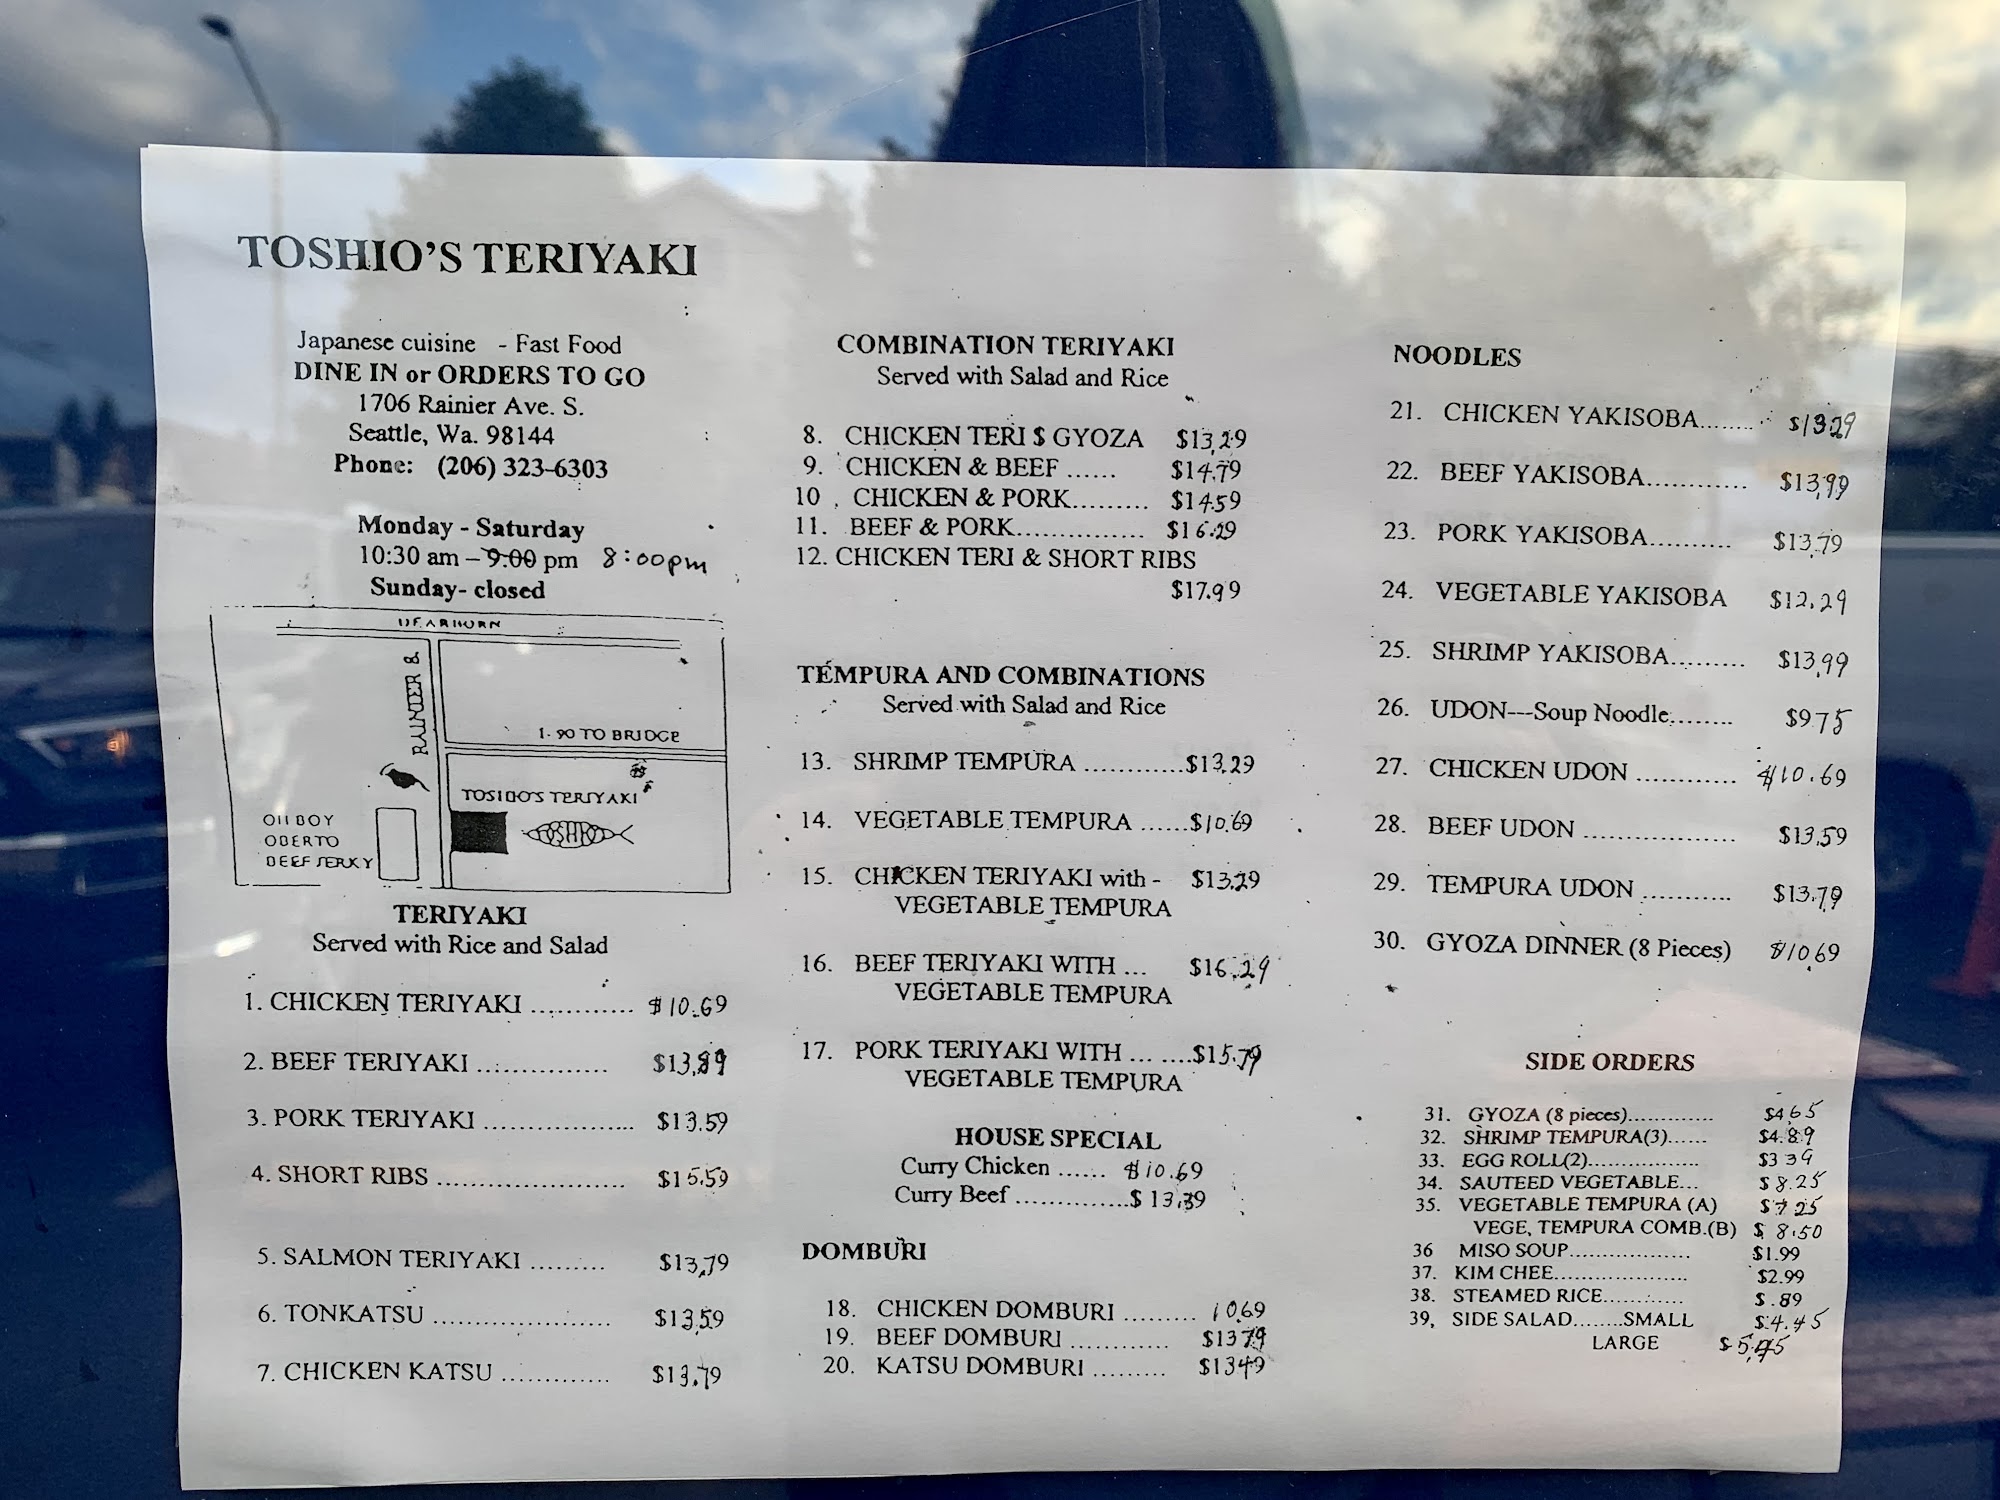 TOSHIO'S TERIYAKI
Japanese cuisine - Fast Food
DINE IN or ORDERS TO GO
1706 Rainier Ave. S.
Seattle, Wa. 98144
Phone: (206) 323-6303
Monday - Saturday
10:30 am – 9:00 pm 8:00pm
Sunday- closed
DEARBORN
RAINIER &
I-90 TO BRIDGE
TOSHIO'S TERIYAKI
OH BOY
OBERTO
BEEF JERKY
TERIYAKI
Served with Rice and Salad
1. CHICKEN TERIYAKI ............ $10.69
2. BEEF TERIYAKI ............... $13.89
3. PORK TERIYAKI .................. $13.59
4. SHORT RIBS ...................... $15.59
5. SALMON TERIYAKI ......... $13.79
6. TONKATSU ..................... $13.59
7. CHICKEN KATSU ............. $13.79
COMBINATION TERIYAKI
Served with Salad and Rice
8. CHICKEN TERI $ GYOZA $13.29
9. CHICKEN & BEEF ...... $14.79
10 . CHICKEN & PORK......... $14.59
11. BEEF & PORK............... $16.29
12. CHICKEN TERI & SHORT RIBS
$17.99
TEMPURA AND COMBINATIONS
Served with Salad and Rice
13. SHRIMP TEMPURA ............$13.29
14. VEGETABLE TEMPURA ......$10.69
15. CHICKEN TERIYAKI with - $13.29
VEGETABLE TEMPURA
16. BEEF TERIYAKI WITH ... $16.29
VEGETABLE TEMPURA
17. PORK TERIYAKI WITH ... ....$15.79
VEGETABLE TEMPURA
HOUSE SPECIAL
Curry Chicken ...... $10.69
Curry Beef ..............$ 13.39
DOMBURI
18. CHICKEN DOMBURI ......... 10.69
19. BEEF DOMBURI ............ $13.79
20. KATSU DOMBURI ......... $13.49
NOODLES
21. CHICKEN YAKISOBA........ $13.29
22. BEEF YAKISOBA............ $13.99
23. PORK YAKISOBA.......... $13.79
24. VEGETABLE YAKISOBA $12.29
25. SHRIMP YAKISOBA......... $13.99
26. UDON---Soup Noodle........ $9.75
27. CHICKEN UDON ............ $10.69
28. BEEF UDON .................. $13.59
29. TEMPURA UDON ........... $13.79
30. GYOZA DINNER (8 Pieces) $10.69
SIDE ORDERS
31. GYOZA (8 pieces)............. $4.65
32. SHRIMP TEMPURA(3)...... $4.89
33. EGG ROLL(2)................. $3.39
34. SAUTEED VEGETABLE... $8.25
35. VEGETABLE TEMPURA (A) $7.25
VEGE, TEMPURA COMB.(B) $ 8.50
36 MISO SOUP................... $1.99
37. KIM CHEE..................... $2.99
38. STEAMED RICE............. $ .89
39, SIDE SALAD........SMALL $4.45
LARGE $5.45